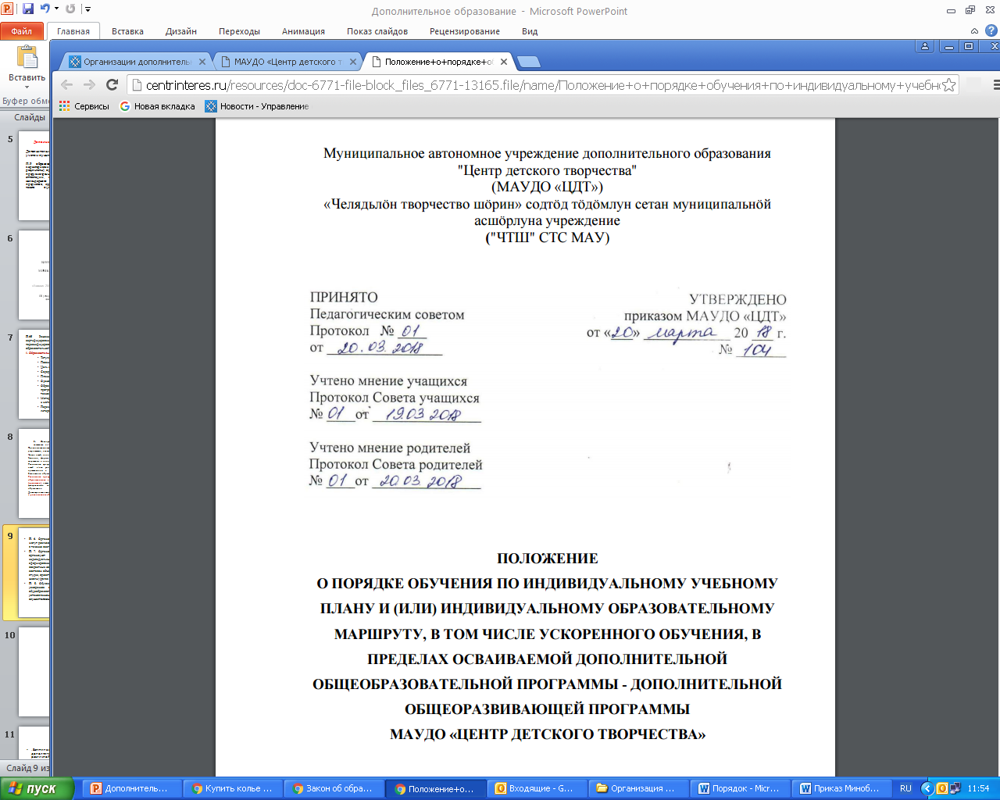 Дополнительное образование - Microsoft PowerPoint
Файл
Главная
Вставка
Дизайн
Переходы
Анимация
Показ слайдов
Рецензирование
Вид
Вставить
Слайды
Организации дополнитель
МАУДО «Центр детского т
Положение+о+порядке+о
centrinteres.ru/resources/doc-6771-file-block_files_6771-13165.file/name/Положение+о+порядке+обучения+по+индивидуальному+учебн
Сервисы
Новая вкладка
Новости - Управление
Муниципальное автономное учреждение дополнительного образования
"Центр детского творчества"
(МАУДО «ЦДТ»)
«Челядьлӧн творчество шӧрин» содтӧд тӧдӧмлун сетан муниципальнӧй
асшӧрлуна учреждение
("ЧТШ" СТС МАУ)
ПРИНЯТО
Педагогическим советом
Протокол № 01
от 20.03.2018
УТВЕРЖДЕНО
приказом МАУДО «ЦДТ»
от «20» марта 20 18 г.
№ 104
Учтено мнение учащихся
Протокол Совета учащихся
№ 01 от 19.03 2018
Учтено мнение родителей
Протокол Совета родителей
№ 01 от 20.03 2018
ПОЛОЖЕНИЕ
О ПОРЯДКЕ ОБУЧЕНИЯ ПО ИНДИВИДУАЛЬНОМУ УЧЕБНОМУ
ПЛАНУ И (ИЛИ) ИНДИВИДУАЛЬНОМУ ОБРАЗОВАТЕЛЬНОМУ
МАРШРУТУ, В ТОМ ЧИСЛЕ УСКОРЕННОГО ОБУЧЕНИЯ, В
ПРЕДЕЛАХ ОСВАИВАЕМОЙ ДОПОЛНИТЕЛЬНОЙ
ОБЩЕОБРАЗОВАТЕЛЬНОЙ ПРОГРАММЫ - ДОПОЛНИТЕЛЬНОЙ
ОБЩЕОРАЗВИВАЮЩЕЙ ПРОГРАММЫ
МАУДО «ЦЕНТР ДЕТСКОГО ТВОРЧЕСТВА»
5
6
7
8
9
10
11
Слайд 9 из
пуск
Дополнитель...
Купить колье ...
Закон об обра...
Положение+о...
Входящие - G...
Организация ...
Порядок - Micr...
Приказ Миноб...
RU
11:54